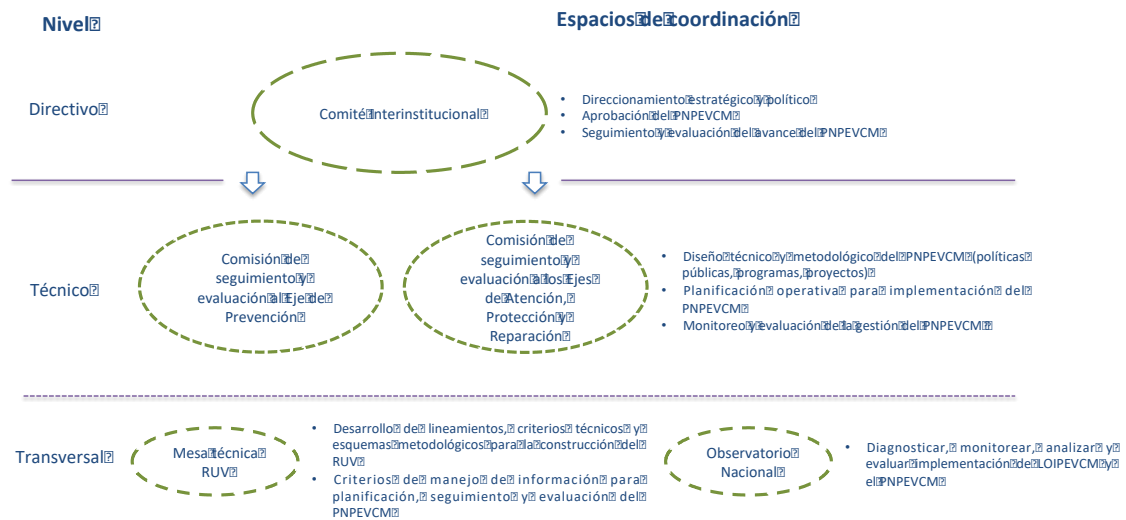 Nivel
Espacios de coordinación
Directivo
Comité Interinstitucional
• Direccionamiento estratégico y político
• Aprobación del PNPEVCM
• Seguimiento y evaluación del avance del PNPEVCM
Técnico
Comisión de
seguimiento y
evaluación al Eje de
Prevención
Comisión de
seguimiento y
evaluación a los Ejes
de Atención,
Protección y
Reparación
• Diseño técnico y metodológico del PNPEVCM (políticas
públicas, programas, proyectos)
• Planificación operativa para implementación del
PNPEVCM
• Monitoreo y evaluación de la gestión del PNPEVCM
Transversal
Mesa técnica
RUV
• Desarrollo de lineamientos, criterios técnicos y
esquemas metodológicos para la construcción del
RUV
• Criterios de manejo de información para
planificación, seguimiento y evaluación del
PNPEVCM
Observatorio
Nacional
• Diagnosticar, monitorear, analizar y
evaluar implementación de LOIPEVCM y
el PNPEVCM